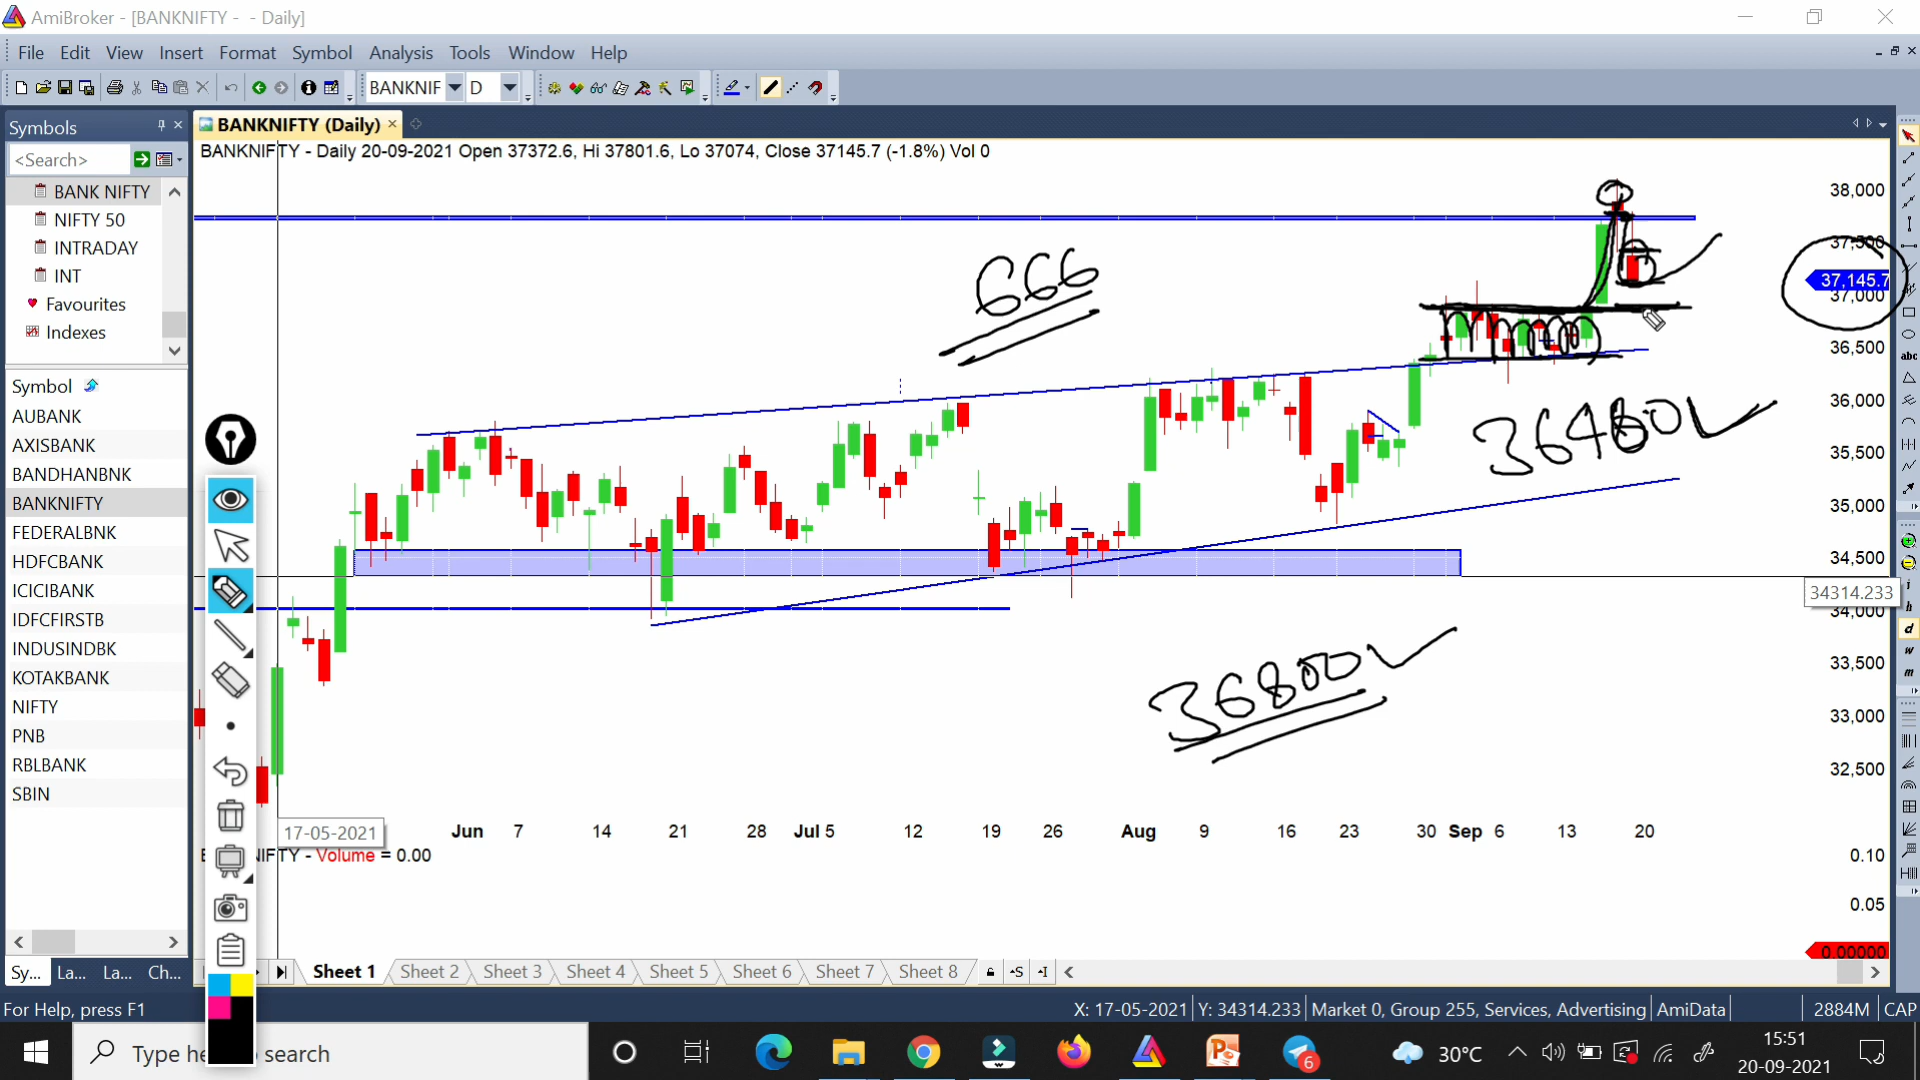 AmiBroker - [BANKNIFTY - - Daily]
File Edit View Insert Format Symbol Analysis Tools Window Help
BANKNIF D
Symbols
<Search>
BANK NIFTY
NIFTY 50
INTRADAY
INT
Favourites
Indexes
Symbol
AUBANK
AXISBANK
BANDHANBNK
BANKNIFTY
FEDERALBNK
HDFCBANK
ICICIBANK
IDFCFIRSTB
INDUSINDBK
KOTAKBANK
NIFTY
PNB
RBLBANK
SBIN
Sy... La... La... Ch...
BANKNIFTY (Daily)
BANKNIFTY - Daily 20-09-2021 Open 37372.6, Hi 37801.6, Lo 37074, Close 37145.7 (-1.8%) Vol 0
38,000
37,500
37,145.7
37,000
36,500
36,000
35,500
35,000
34,500
34314.233
34,000
33,500
33,000
32,500
666
36480
36800
17-05-2021 Jun 7 14 21 28 Jul 5 12 19 26 Aug 9 16 23 30 Sep 6 13 20
IFTY - Volume = 0.00
0.10
0.05
0.00000
Sheet 1 Sheet 2 Sheet 3 Sheet 4 Sheet 5 Sheet 6 Sheet 7 Sheet 8
For Help, press F1
X: 17-05-2021 Y: 34314.233 Market 0, Group 255, Services, Advertising AmiData 2884M CAP
Type he o search
6
30°C
15:51
20-09-2021
abc
i
h
d
w
m